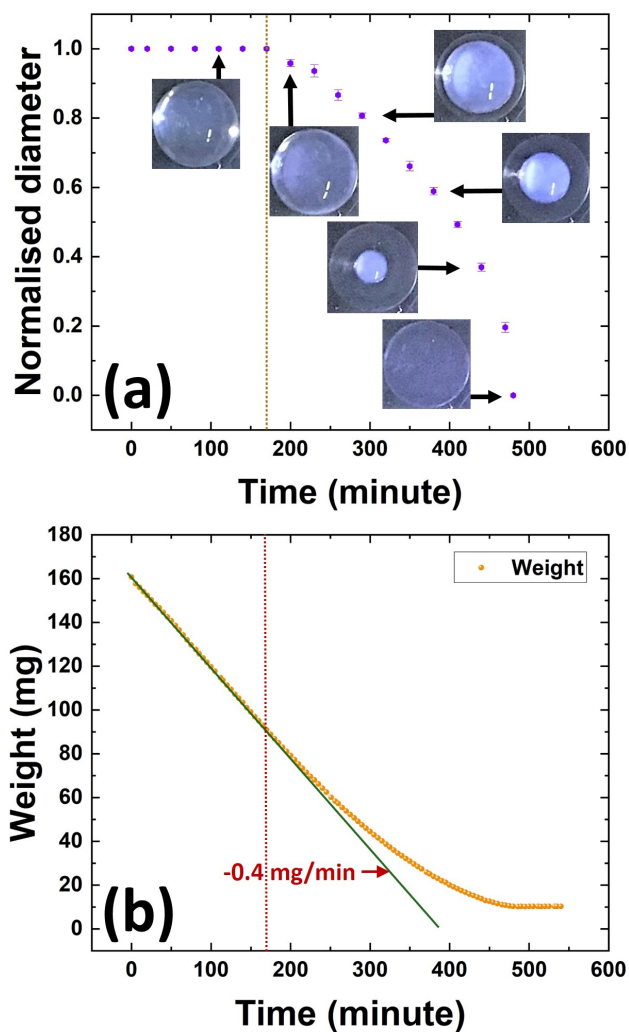 (a)
Normalised diameter
1.0
0.8
0.6
0.4
0.2
0.0
0 100 200 300 400 500 600
Time (minute)
(b)
Weight (mg)
180
160
140
120
100
80
60
40
20
0
Weight
-0.4 mg/min
0 100 200 300 400 500 600
Time (minute)